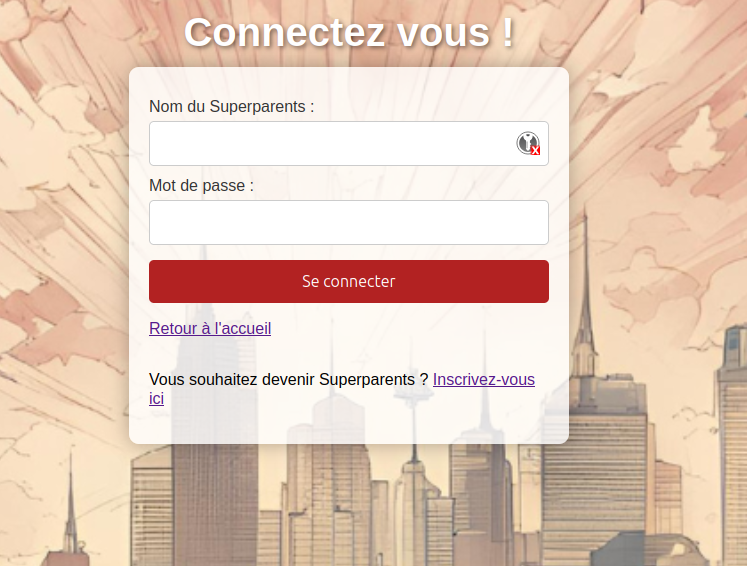 Connectez vous !
Nom du Superparents :
Mot de passe :
Se connecter
Retour à l'accueil
Vous souhaitez devenir Superparents ? Inscrivez-vous
ici